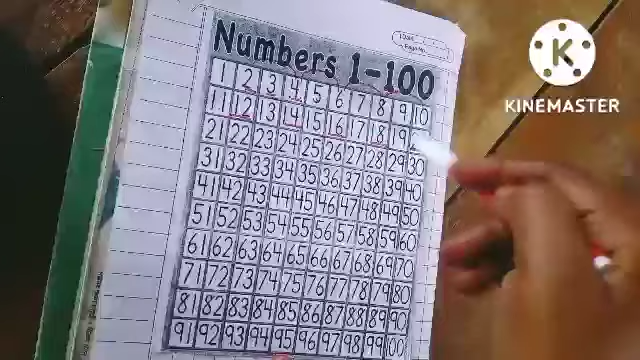 Date
Page No.
Numbers 1-100
KINEMASTER
1 2 3 4 5 6 7 8 9 10
11 12 13 14 15 16 17 18 19
21 22 23 24 25 26 27 28 29 30
31 32 33 34 35 36 37 38 39 40
41 42 43 44 45 46 47 48 49 50
51 52 53 54 55 56 57 58 59 60
61 62 63 64 65 66 67 68 69 70
71 72 73 74 75 76 77 78 79 80
81 82 83 84 85 86 87 88 89 90
91 92 93 94 95 96 97 98 99 100